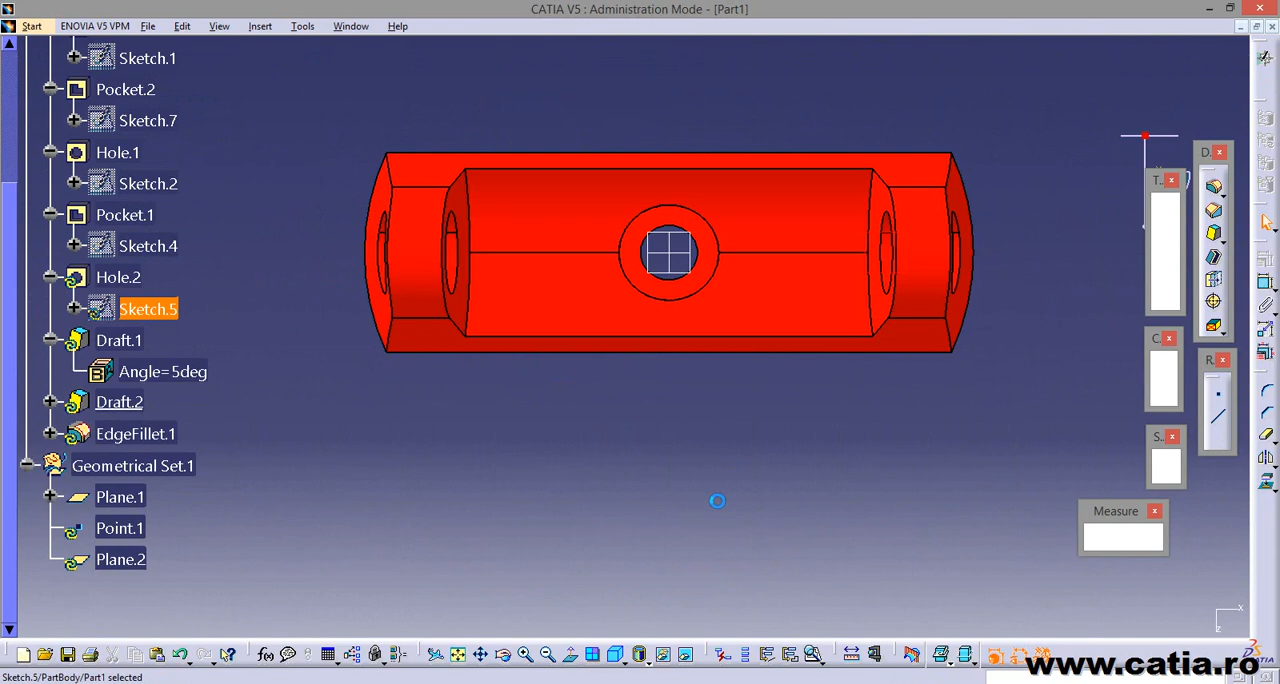 CATIA V5 : Administration Mode - [Part1]
Start ENOVIA V5 VPM File Edit View Insert Tools Window Help
Sketch.1
Pocket.2
Sketch.7
Hole.1
Sketch.2
Pocket.1
Sketch.4
Hole.2
Sketch.5
Draft.1
Angle=5deg
Draft.2
EdgeFillet.1
Geometrical Set.1
Plane.1
Point.1
Plane.2
D..
T..
C..
R..
S..
Measure
x
z
www.catia.ro
Sketch.5/PartBody/Part1 selected